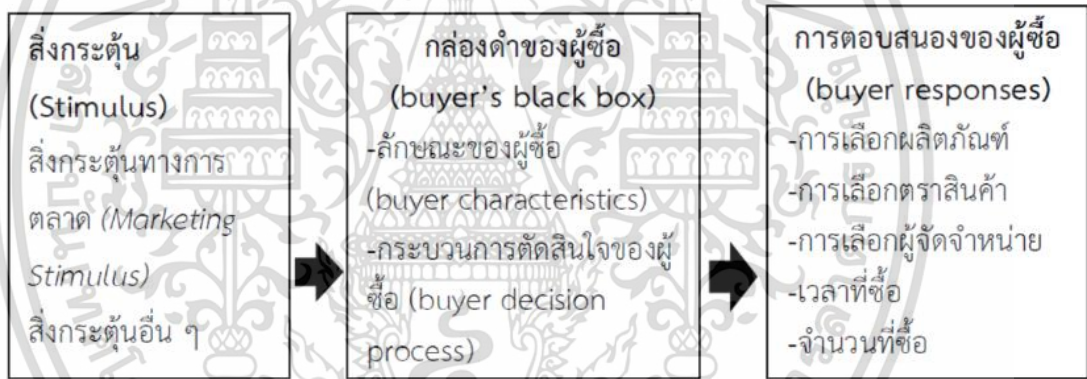 สิ่งกระตุ้น
(Stimulus)
สิ่งกระตุ้นทางการ
ตลาด (Marketing
Stimulus)
สิ่งกระตุ้นอื่น ๆ
กล่องดำของผู้ซื้อ
(buyer's black box)
-ลักษณะของผู้ซื้อ
(buyer characteristics)
-กระบวนการตัดสินใจของผู้
ซื้อ (buyer decision
process)
การตอบสนองของผู้ซื้อ
(buyer responses)
-การเลือกผลิตภัณฑ์
-การเลือกตราสินค้า
-การเลือกผู้จัดจำหน่าย
-เวลาที่ซื้อ
-จำนวนที่ซื้อ